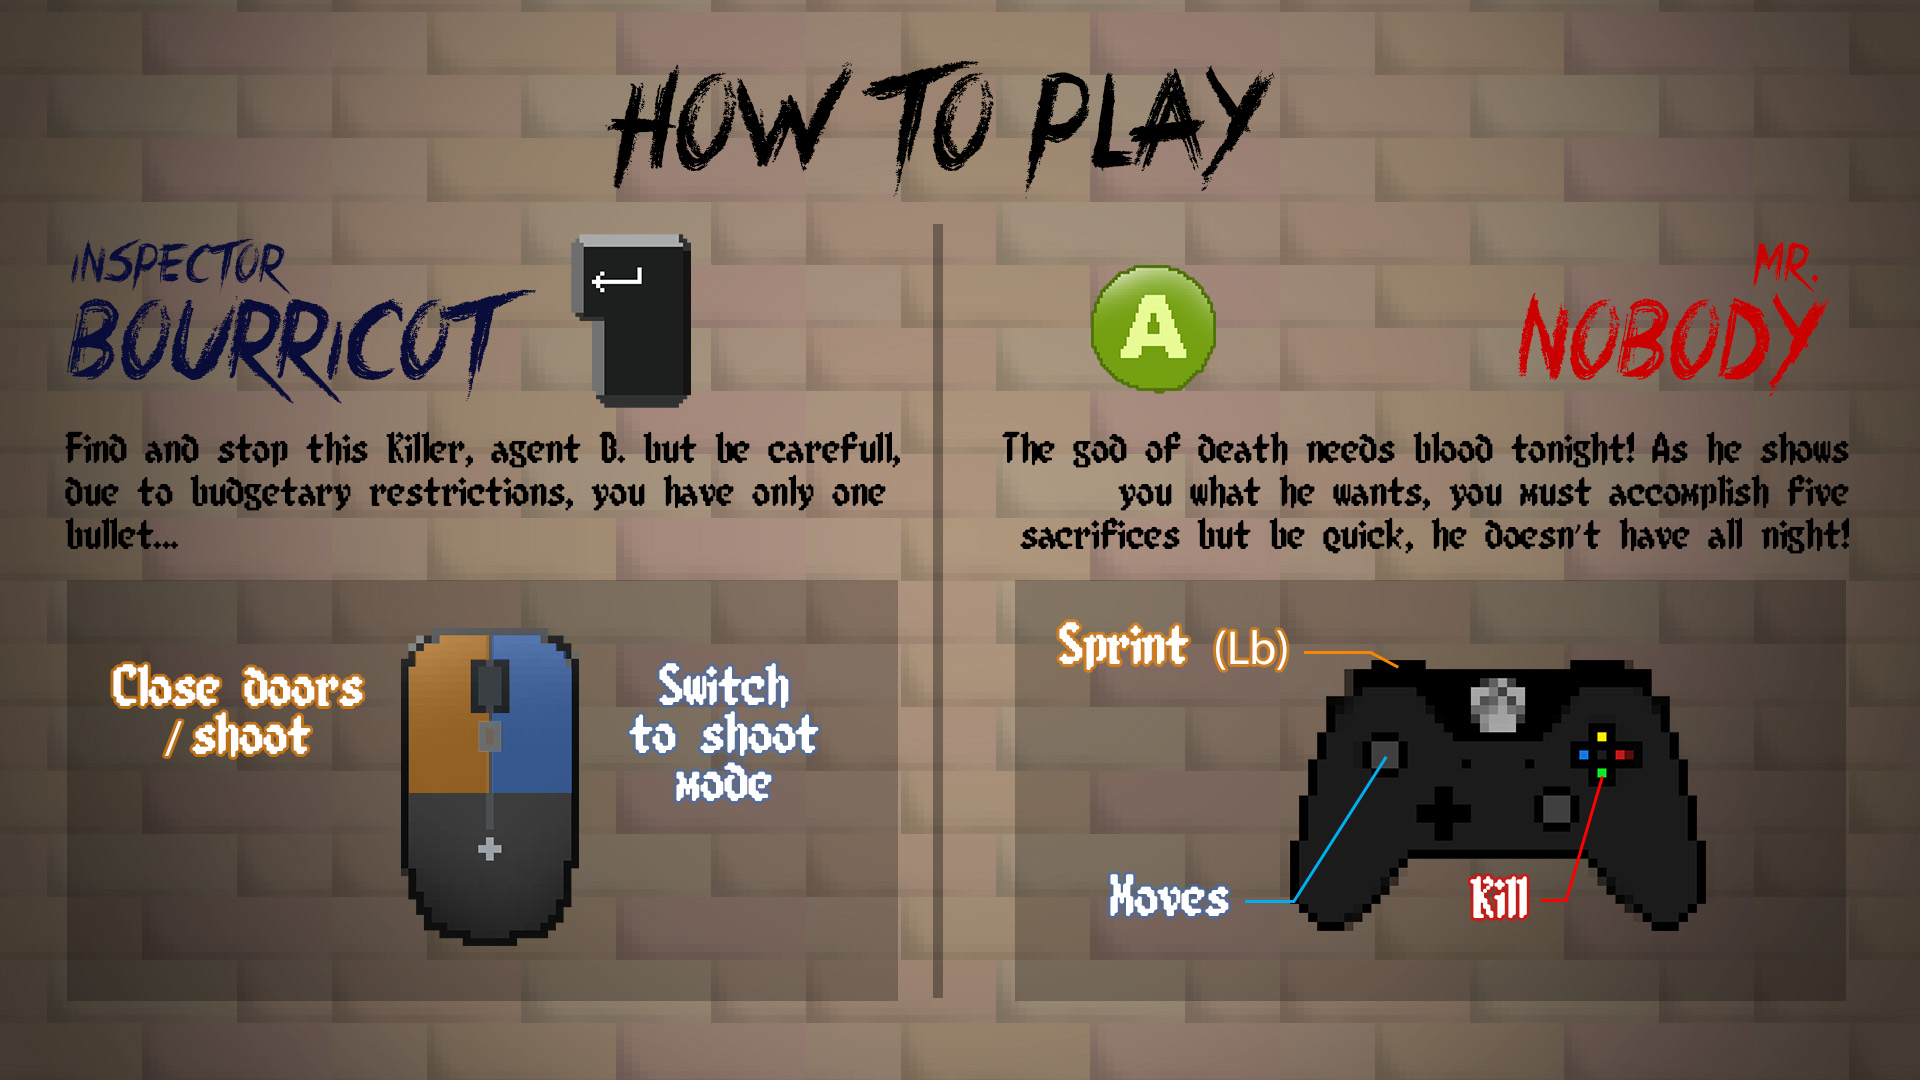 HOW TO PLAY
INSPECTOR
BOURRICOT
Find and stop this Killer, agent B. but be carefull,
due to budgetary restrictions, you have only one
bullet...
Close doors
/ shoot
Switch
to shoot
mode
A
MR.
NOBODY
The god of death needs blood tonight! As he shows
you what he wants, you must accomplish five
sacrifices but be quick, he doesn't have all night!
Sprint (Lb)
Moves
Kill